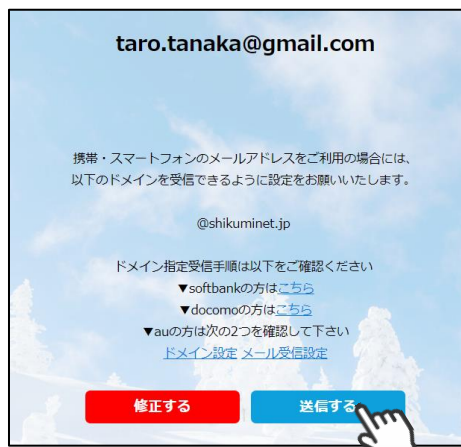 taro.tanaka@gmail.com
携帯・スマートフォンのメールアドレスをご利用の場合には、
以下のドメインを受信できるように設定をお願いいたします。
@shikuminet.jp
ドメイン指定受信手順は以下をご確認ください
▼softbankの方はこちら
▼docomoの方はこちら
▼auの方は次の2つを確認して下さい
ドメイン設定 メール受信設定
修正する 送信する